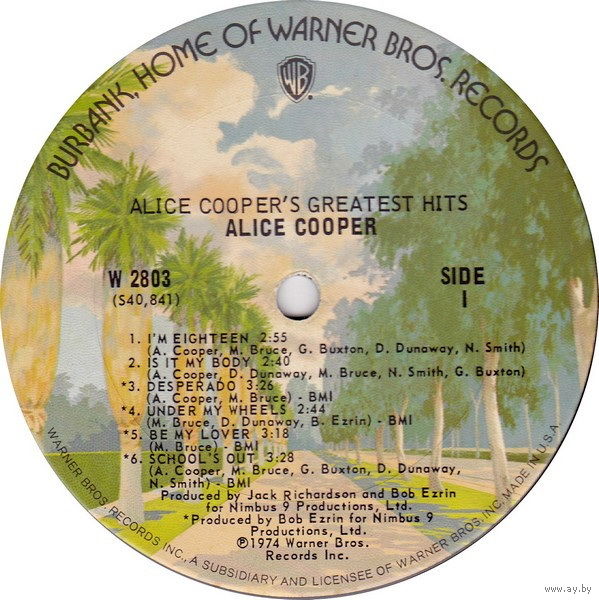 BURBANK, HOME OF WARNER BROS. RECORDS
WB
ALICE COOPER'S GREATEST HITS
ALICE COOPER
W 2803
(S40,841)
SIDE
I
1. I'M EIGHTEEN 2:55
(A. Cooper, M. Bruce, G. Buxton, D. Dunaway, N. Smith)
2. IS IT MY BODY 2:40
(A. Cooper, D. Dunaway, M. Bruce, N. Smith, G. Buxton)
*3. DESPERADO 3:26
(A. Cooper, M. Bruce) - BMI
*4. UNDER MY WHEELS 2:44
(M. Bruce, D. Dunaway, B. Ezrin) - BMI
*5. BE MY LOVER 3:18
(M. Bruce) - BMI
*6. SCHOOL'S OUT 3:28
(A. Cooper, M. Bruce, G. Buxton, D. Dunaway,
N. Smith) - BMI
Produced by Jack Richardson and Bob Ezrin
for Nimbus 9 Productions, Ltd.
*Produced by Bob Ezrin for Nimbus 9
Productions, Ltd.
℗1974 Warner Bros.
Records Inc.
WARNER BROS. RECORDS INC., A SUBSIDIARY AND LICENSEE OF WARNER BROS. INC. MADE IN U.S.A.
www.ay.by